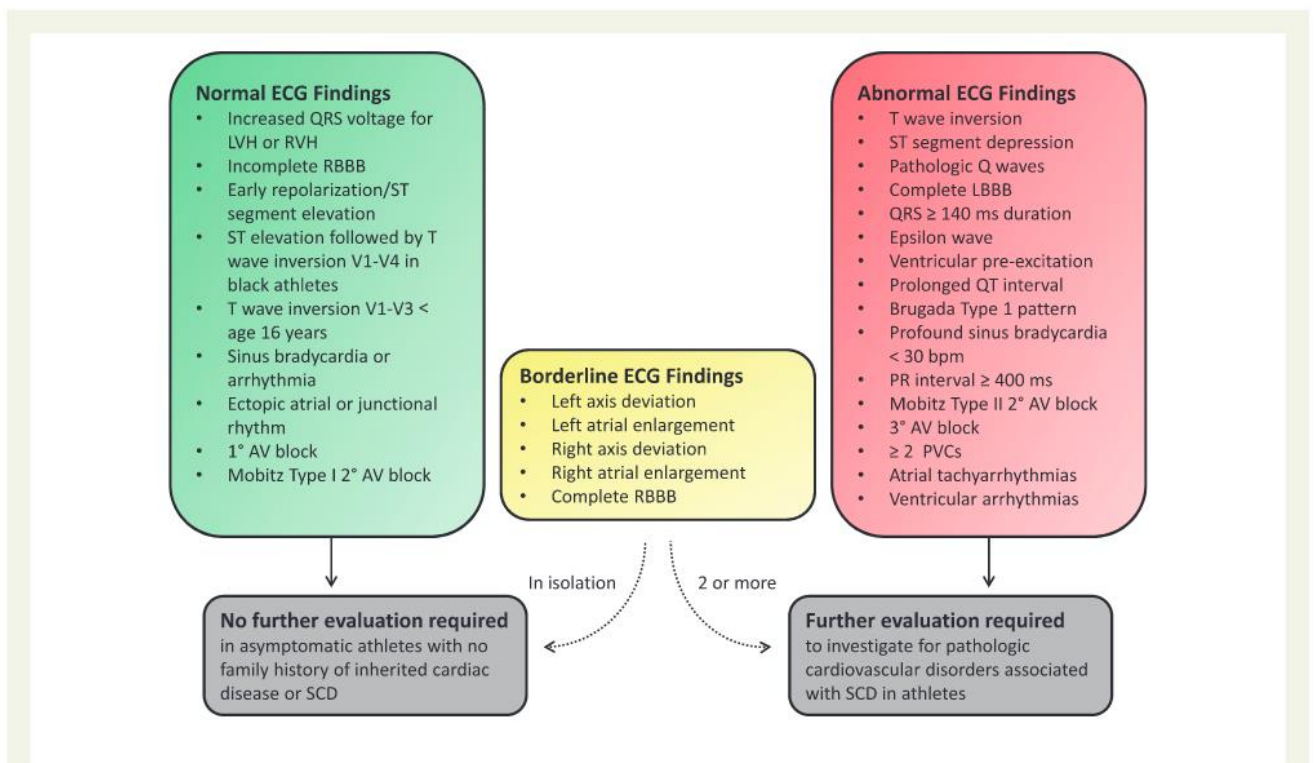 Normal ECG Findings
• Increased QRS voltage for
LVH or RVH
• Incomplete RBBB
• Early repolarization/ST
segment elevation
• ST elevation followed by T
wave inversion V1-V4 in
black athletes
• T wave inversion V1-V3 <
age 16 years
• Sinus bradycardia or
arrhythmia
• Ectopic atrial or junctional
rhythm
• 1° AV block
• Mobitz Type I 2° AV block
Borderline ECG Findings
• Left axis deviation
• Left atrial enlargement
• Right axis deviation
• Right atrial enlargement
• Complete RBBB
Abnormal ECG Findings
• T wave inversion
• ST segment depression
• Pathologic Q waves
• Complete LBBB
• QRS ≥ 140 ms duration
• Epsilon wave
• Ventricular pre-excitation
• Prolonged QT interval
• Brugada Type 1 pattern
• Profound sinus bradycardia
< 30 bpm
• PR interval ≥ 400 ms
• Mobitz Type II 2° AV block
• 3° AV block
• ≥ 2 PVCs
• Atrial tachyarrhythmias
• Ventricular arrhythmias
In isolation
2 or more
No further evaluation required
in asymptomatic athletes with no
family history of inherited cardiac
disease or SCD
Further evaluation required
to investigate for pathologic
cardiovascular disorders associated
with SCD in athletes